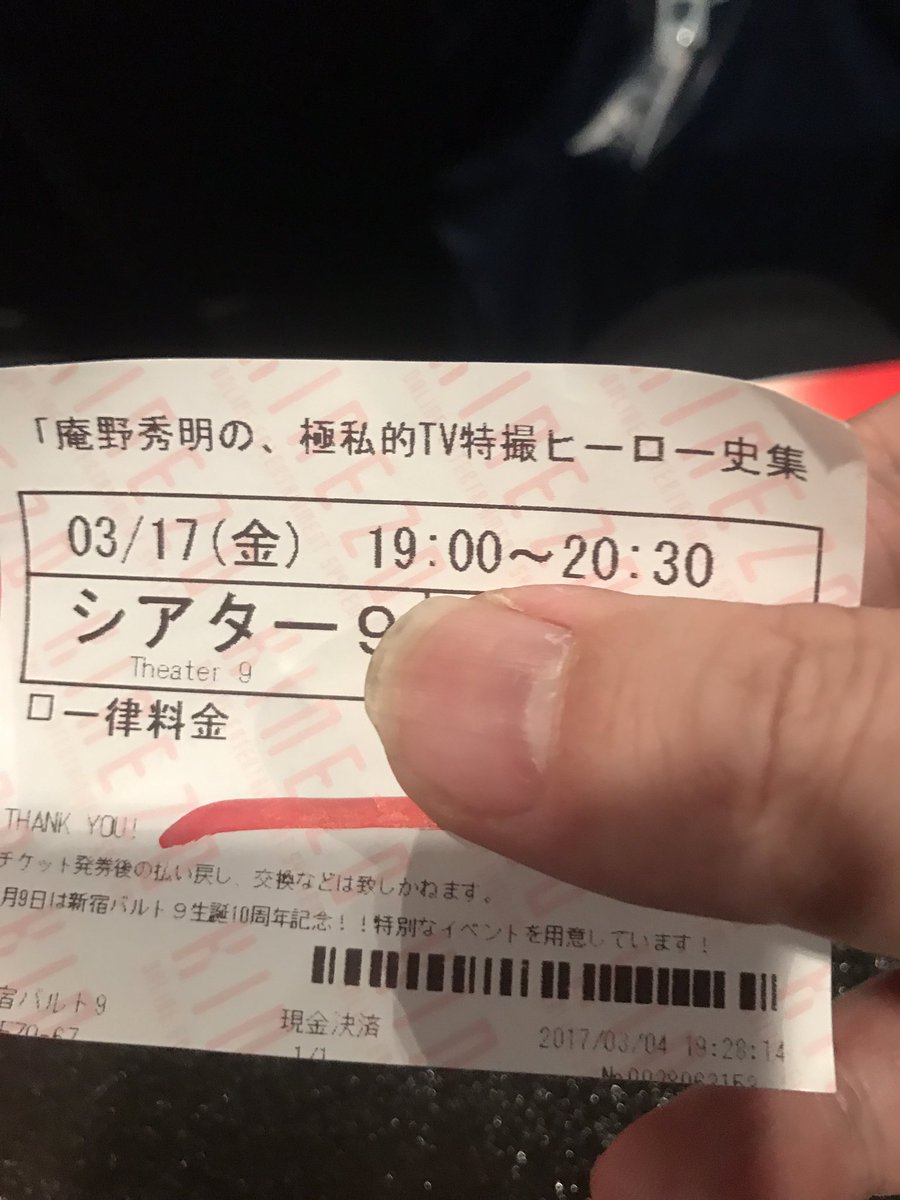 「庵野秀明の、極私的TV特撮ヒーロー史集
03/17(金) 19:00～20:30
シアター9
Theater 9
ロー律料金
THANK YOU!
チケット発券後の払い戻し、交換などは致しかねます。
月9日は新宿バルト9生誕10周年記念!!特別なイベントを用意しています!
宿バルト9
現金決済
2017/03/04 19:28:14
1/1